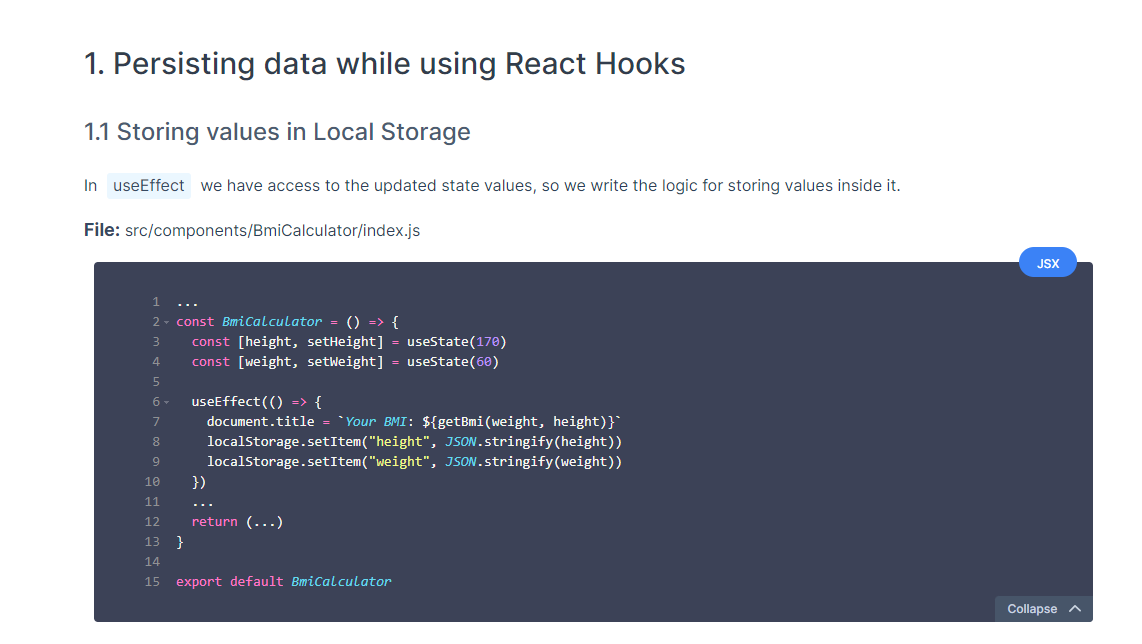 1. Persisting data while using React Hooks
1.1 Storing values in Local Storage
In useEffect we have access to the updated state values, so we write the logic for storing values inside it.
File: src/components/BmiCalculator/index.js
JSX
1 ...
2 const BmiCalculator = () => {
3   const [height, setHeight] = useState(170)
4   const [weight, setWeight] = useState(60)
5
6   useEffect(() => {
7     document.title = `Your BMI: ${getBmi(weight, height)}`
8     localStorage.setItem("height", JSON.stringify(height))
9     localStorage.setItem("weight", JSON.stringify(weight))
10   })
11   ...
12   return (...)
13 }
14
15 export default BmiCalculator
Collapse